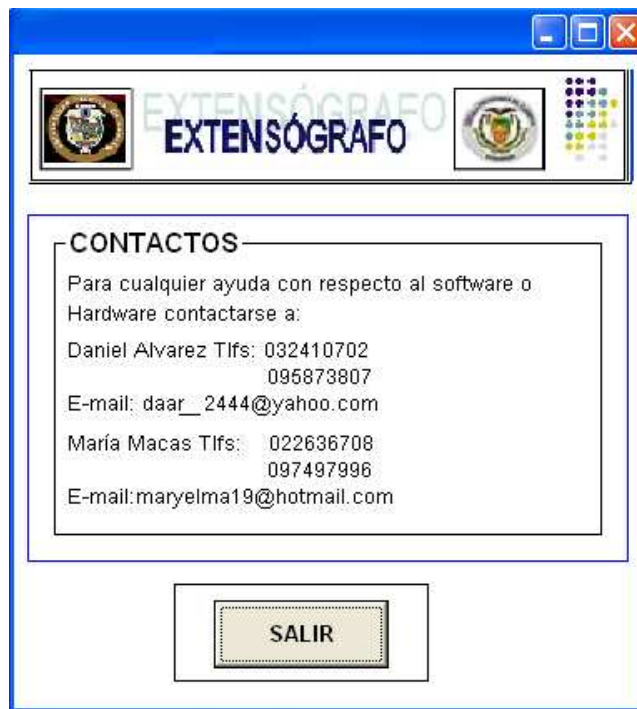 EXTENSÓGRAFO
EXTENSÓGRAFO
CONTACTOS
Para cualquier ayuda con respecto al software o
Hardware contactarse a:
Daniel Alvarez Tlfs: 032410702
095873807
E-mail: daar__2444@yahoo.com
María Macas Tlfs: 022636708
097497996
E-mail:maryelma19@hotmail.com
SALIR